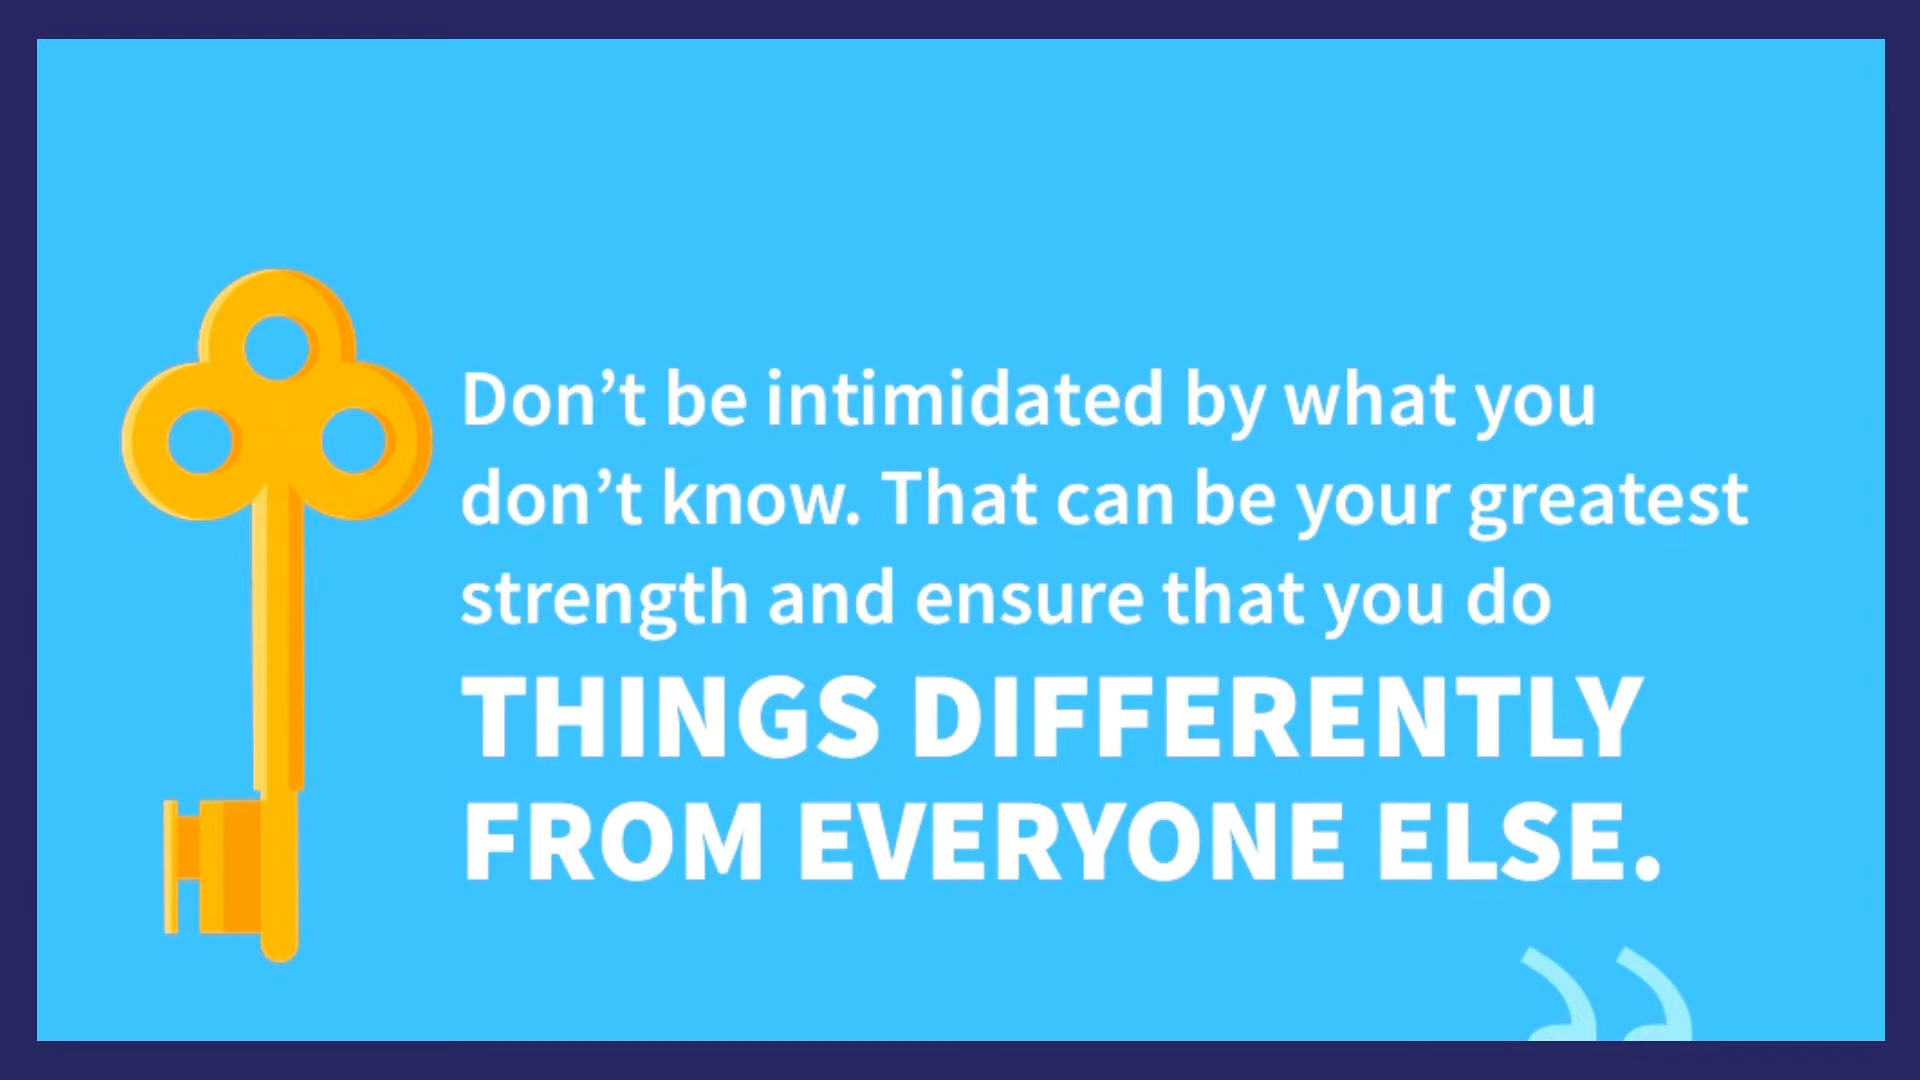 Don’t be intimidated by what you
don’t know. That can be your greatest
strength and ensure that you do
THINGS DIFFERENTLY
FROM EVERYONE ELSE.
”